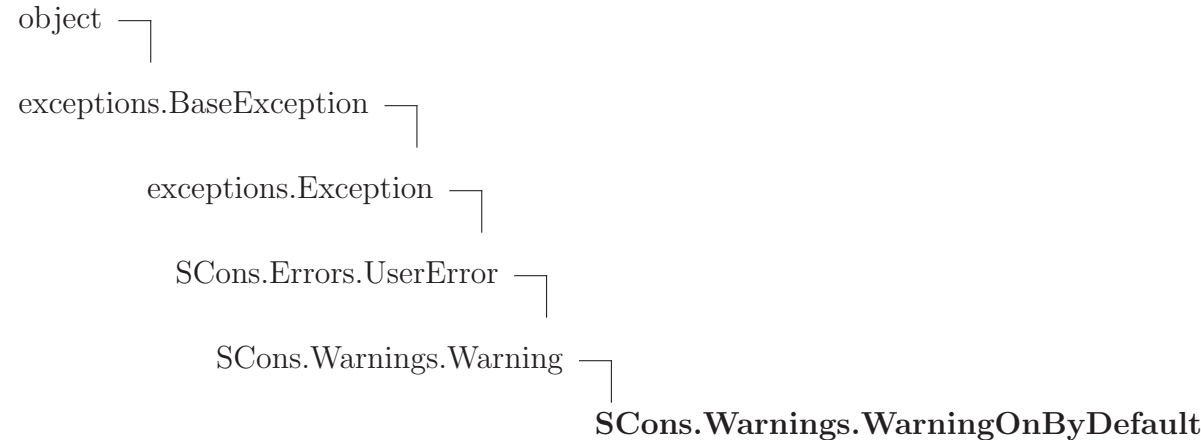 object
exceptions.BaseException
exceptions.Exception
SCons.Errors.UserError
SCons.Warnings.Warning
SCons.Warnings.WarningOnByDefault